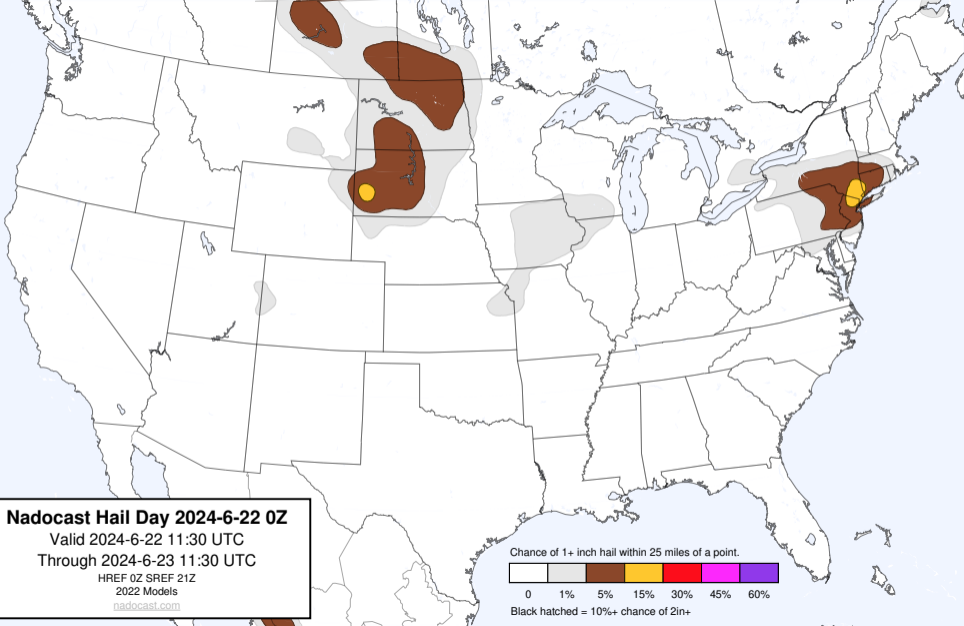 Nadocast Hail Day 2024-6-22 0Z
Valid 2024-6-22 11:30 UTC
Through 2024-6-23 11:30 UTC
HREF 0Z SREF 21Z
2022 Models
nadocast.com
Chance of 1+ inch hail within 25 miles of a point.
0 1% 5% 15% 30% 45% 60%
Black hatched = 10%+ chance of 2in+